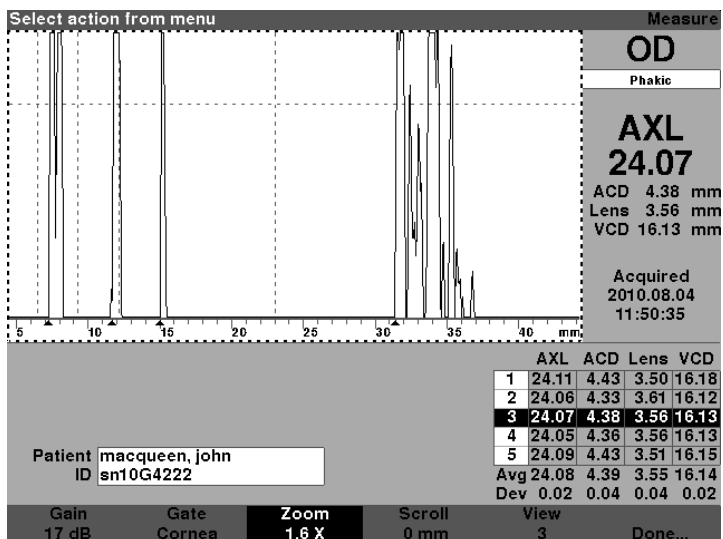 Select action from menu Measure
OD
Phakic
AXL
24.07
ACD 4.38 mm
Lens 3.56 mm
VCD 16.13 mm
Acquired
2010.08.04
11:50:35
5 10 15 20 25 30 35 40 mm
AXL ACD Lens VCD
1 24.11 4.43 3.50 16.18
2 24.06 4.33 3.61 16.12
3 24.07 4.38 3.56 16.13
4 24.05 4.36 3.56 16.13
5 24.09 4.43 3.51 16.15
Avg 24.08 4.39 3.55 16.14
Dev 0.02 0.04 0.04 0.02
Patient macqueen, john
ID sn10G4222
Gain Gate Zoom Scroll View
17 dB Cornea 1.6 X 0 mm 3 Done...